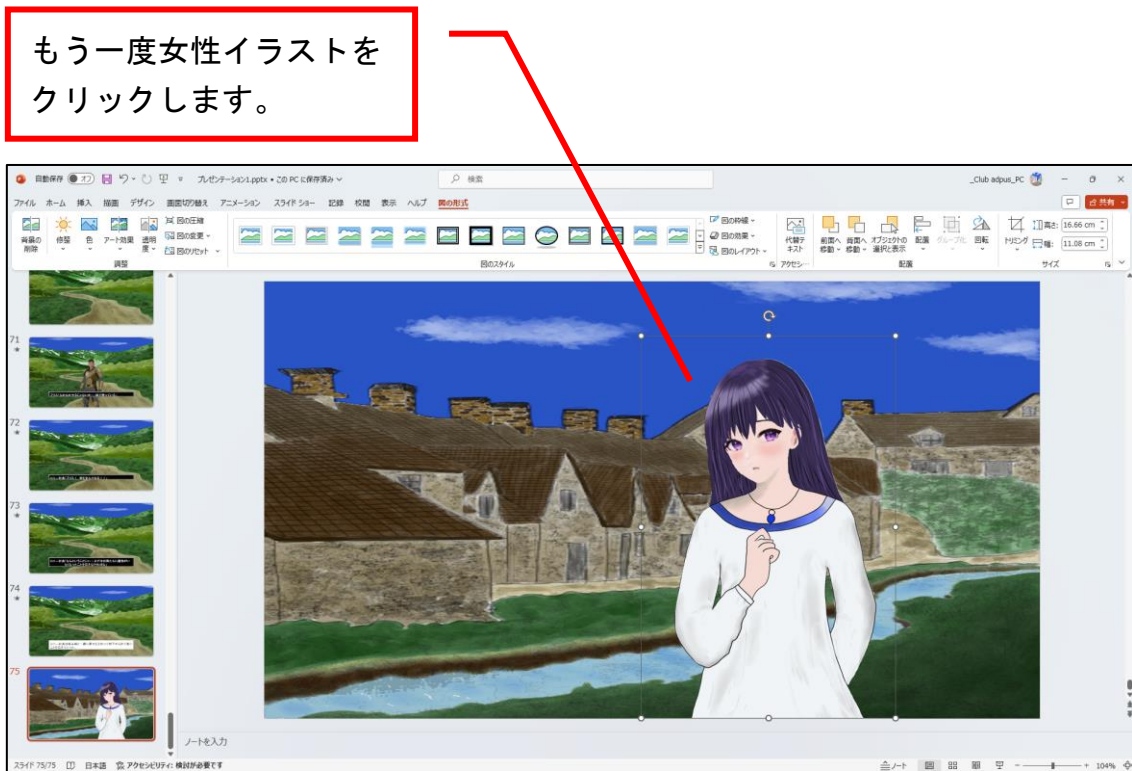 もう一度女性イラストを
クリックします。
自動保存 オフ プレゼンテーション1.pptx • この PC に保存済み 検索 _Club adpus_PC
ファイル ホーム 挿入 描画 デザイン 画面切り替え アニメーション スライド ショー 記録 校閲 表示 ヘルプ 図の形式 共有
背景の
削除
修整
色
アート効果
透明
度
図の圧縮
図の変更
図のリセット
調整
図のスタイル
図の枠線
図の効果
図のレイアウト
代替テ
キスト
アクセシ…
前面へ
移動
背面へ
移動
オブジェクトの
選択と表示
配置
グループ化
回転
配置
トリミング
高さ: 16.66 cm
幅: 11.08 cm
サイズ
71
72
73
74
75
ノートを入力
スライド 75/75 日本語 アクセシビリティ: 検討が必要です ノート 104%